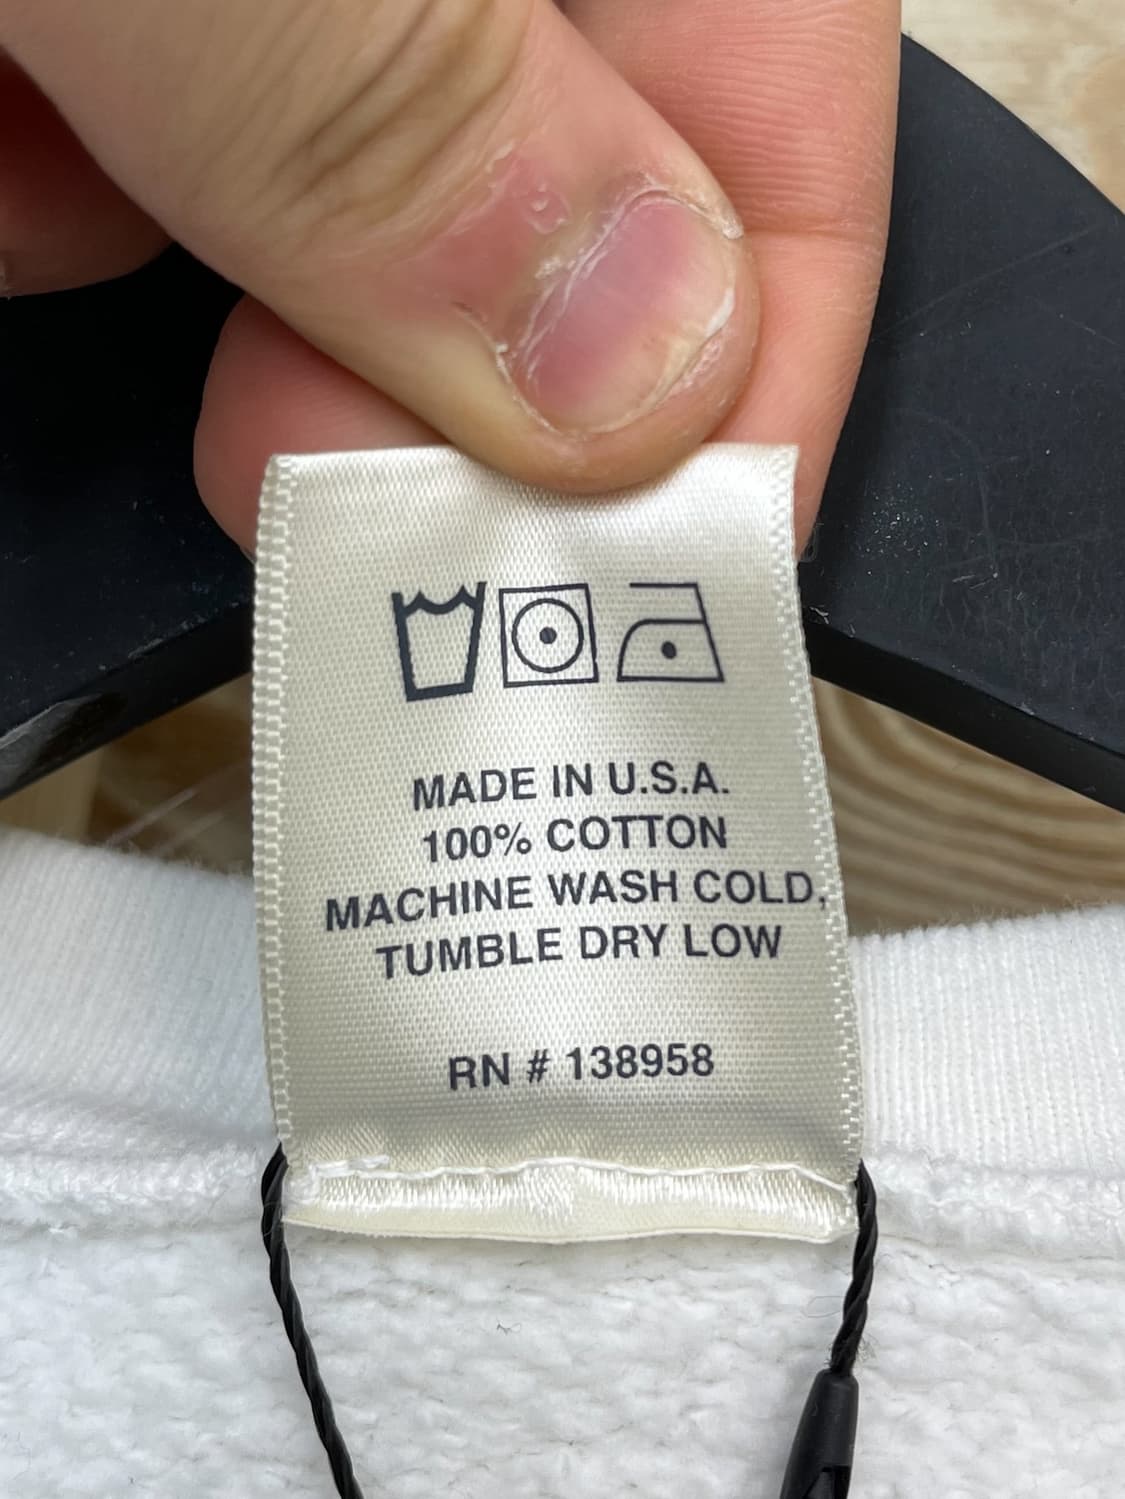 MADE IN U.S.A.
100% COTTON
MACHINE WASH COLD,
TUMBLE DRY LOW
RN # 138958